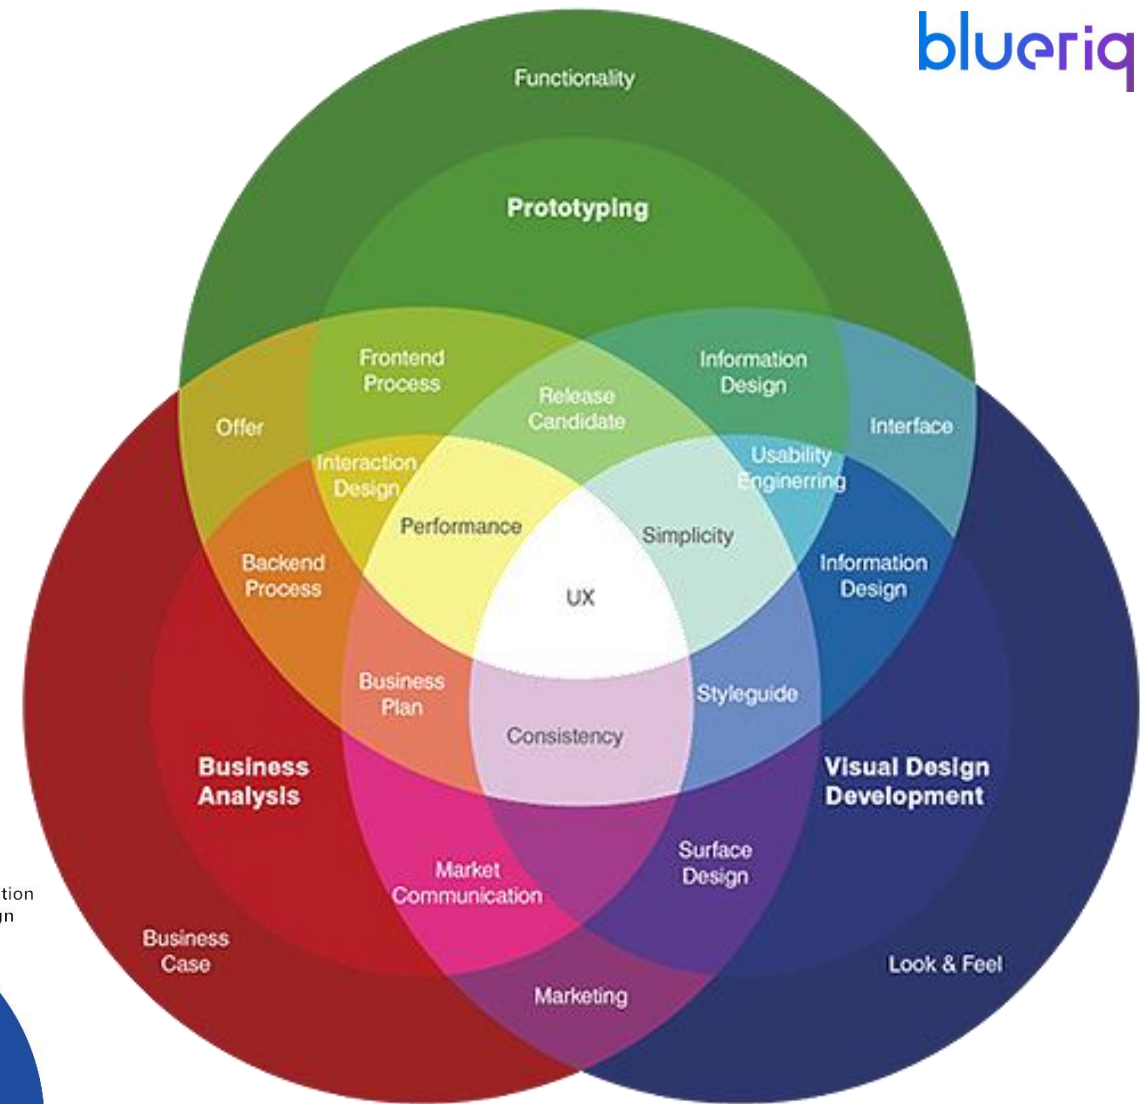 blueriq
Functionality
Prototyping
Frontend
Process
Information
Design
Release
Candidate
Offer
Interface
Interaction
Design
Usability
Enginerring
Performance
Simplicity
Backend
Process
Information
Design
UX
Business
Plan
Styleguide
Consistency
Business
Analysis
Visual Design
Development
Surface
Design
Market
Communication
tion
gn
Business
Case
Look & Feel
Marketing